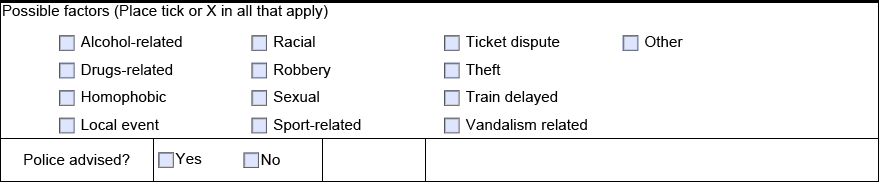 Possible factors (Place tick or X in all that apply)
Alcohol-related Racial Ticket dispute Other
Drugs-related Robbery Theft
Homophobic Sexual Train delayed
Local event Sport-related Vandalism related
Police advised? Yes No